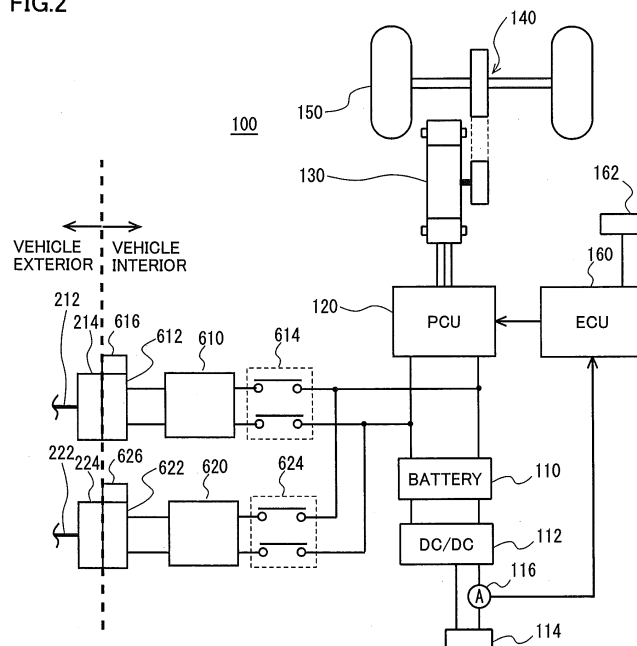 FIG.2
140
150
100
130
162
160
VEHICLE EXTERIOR
VEHICLE INTERIOR
120
PCU
ECU
212
214
616
612
610
614
222
224
626
622
620
624
BATTERY
110
DC/DC
112
116
A
114